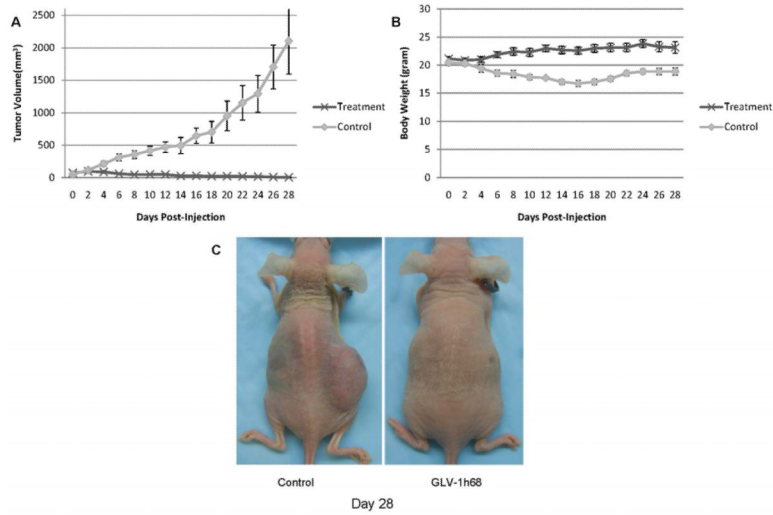 A
Tumor Volume(mm³)
2500
2000
1500
1000
500
0
0 2 4 6 8 10 12 14 16 18 20 22 24 26 28
Days Post-Injection
Treatment
Control
B
Body Weight (gram)
30
25
20
15
10
5
0
0 2 4 6 8 10 12 14 16 18 20 22 24 26 28
Days Post-Injection
Treatment
Control
C
Control
GLV-1h68
Day 28